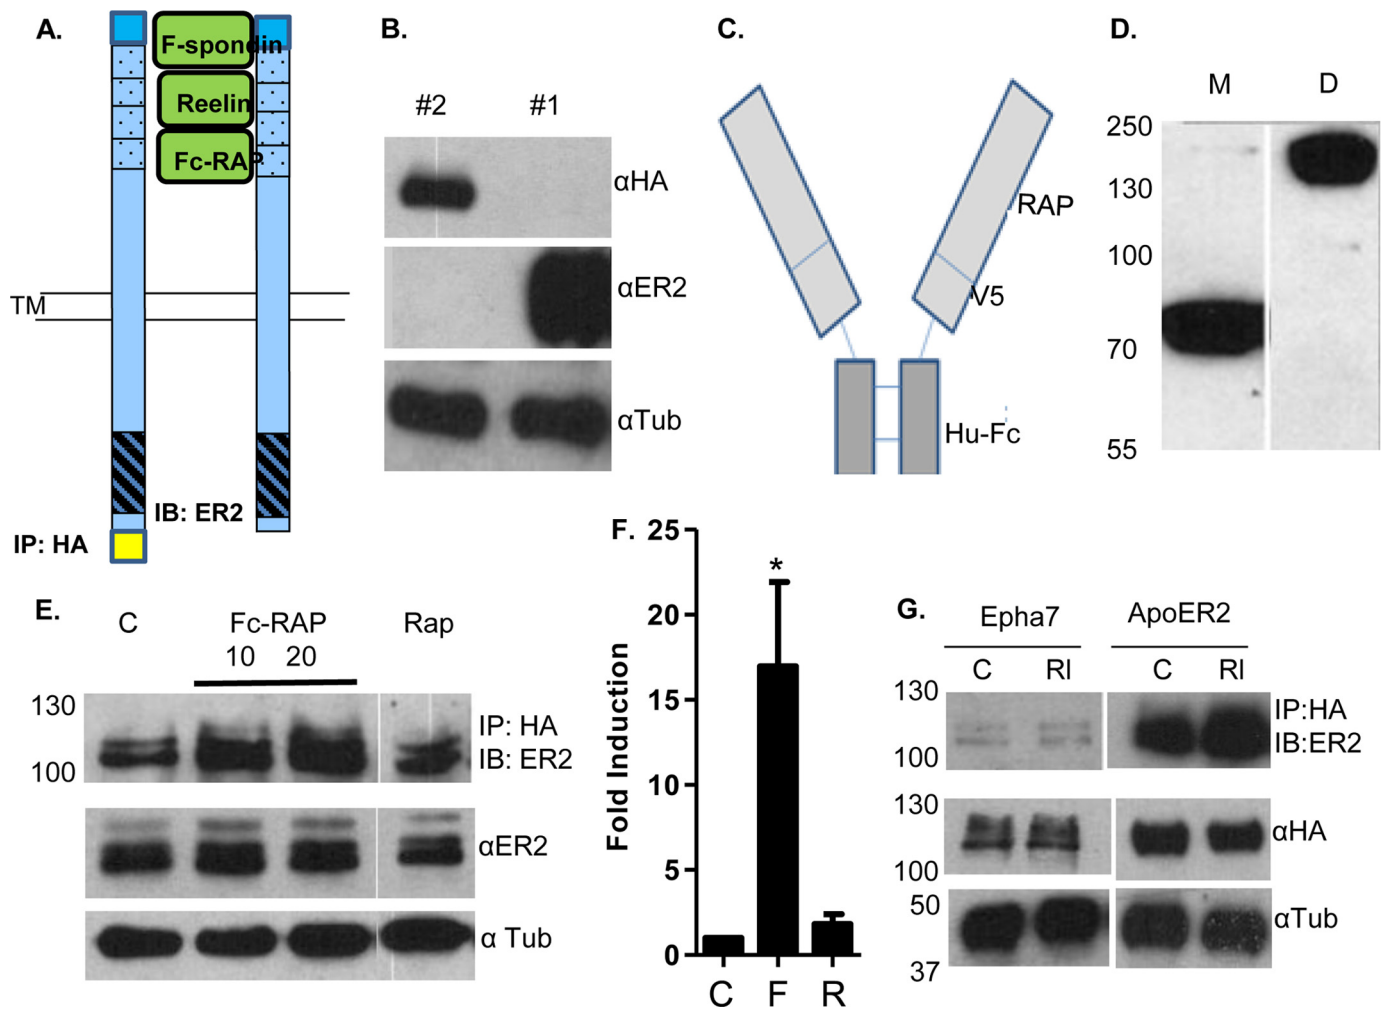 A.
F-spondin
Reelin
Fc-RAP
TM
IB: ER2
IP: HA
B.
#2 #1
αHA
αER2
αTub
C.
RAP
V5
Hu-Fc
D.
M D
250
130
100
70
55
E.
C Fc-RAP Rap
10 20
130
100
IP: HA
IB: ER2
αER2
α Tub
F.
Fold Induction
25
20
15
10
5
0
*
C F R
G.
Epha7 ApoER2
C Rl C Rl
130
100
IP:HA
IB:ER2
130
100
αHA
50
37
αTub